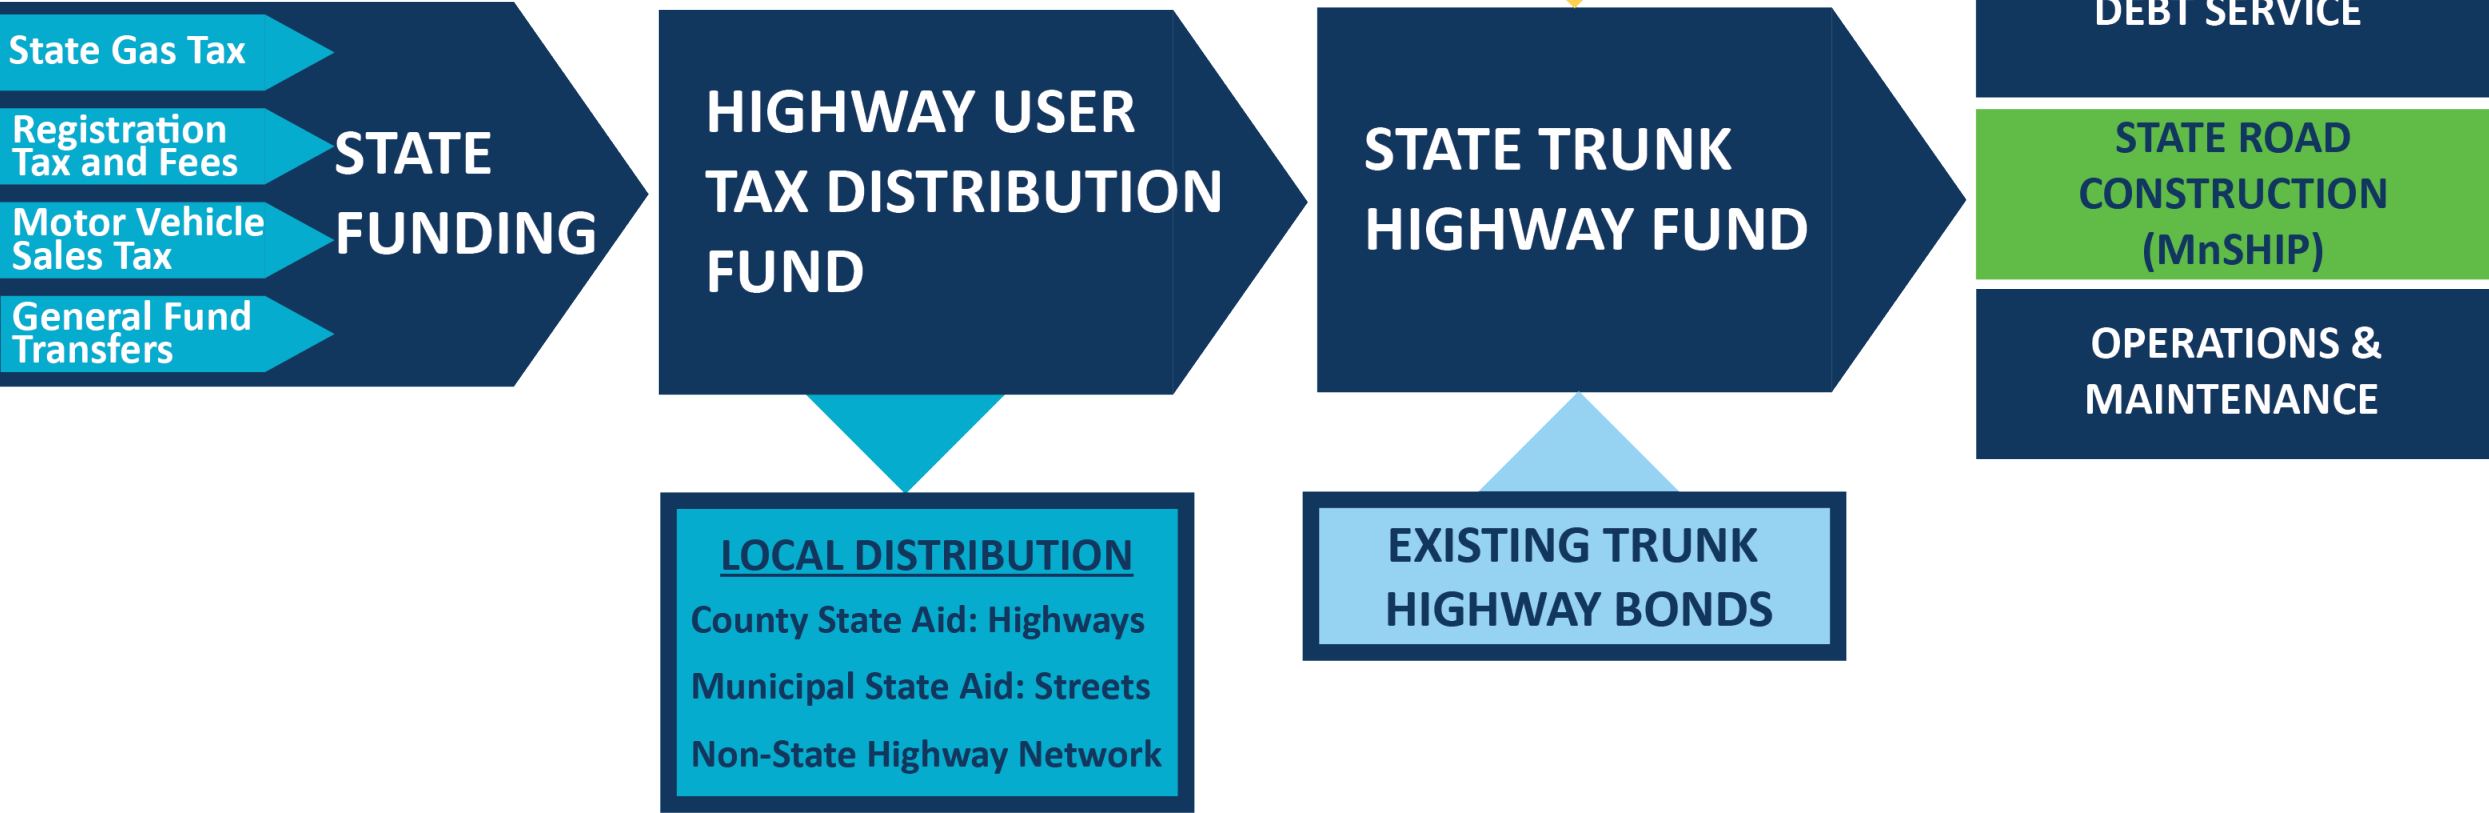 State Gas Tax
Registration
Tax and Fees
Motor Vehicle
Sales Tax
General Fund
Transfers
STATE
FUNDING
HIGHWAY USER
TAX DISTRIBUTION
FUND
STATE TRUNK
HIGHWAY FUND
DEBT SERVICE
STATE ROAD
CONSTRUCTION
(MnSHIP)
OPERATIONS &
MAINTENANCE
LOCAL DISTRIBUTION
County State Aid: Highways
Municipal State Aid: Streets
Non-State Highway Network
EXISTING TRUNK
HIGHWAY BONDS